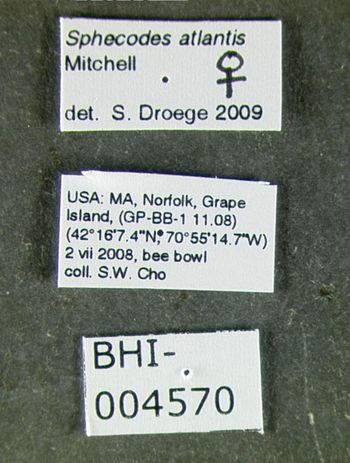 Sphecodes atlantis
Mitchell ♀
det. S. Droege 2009
USA: MA, Norfolk, Grape
Island, (GP-BB-1 11.08)
(42°16'7.4"N; 70°55'14.7"W)
2 vii 2008, bee bowl
coll. S.W. Cho
BHI-
004570